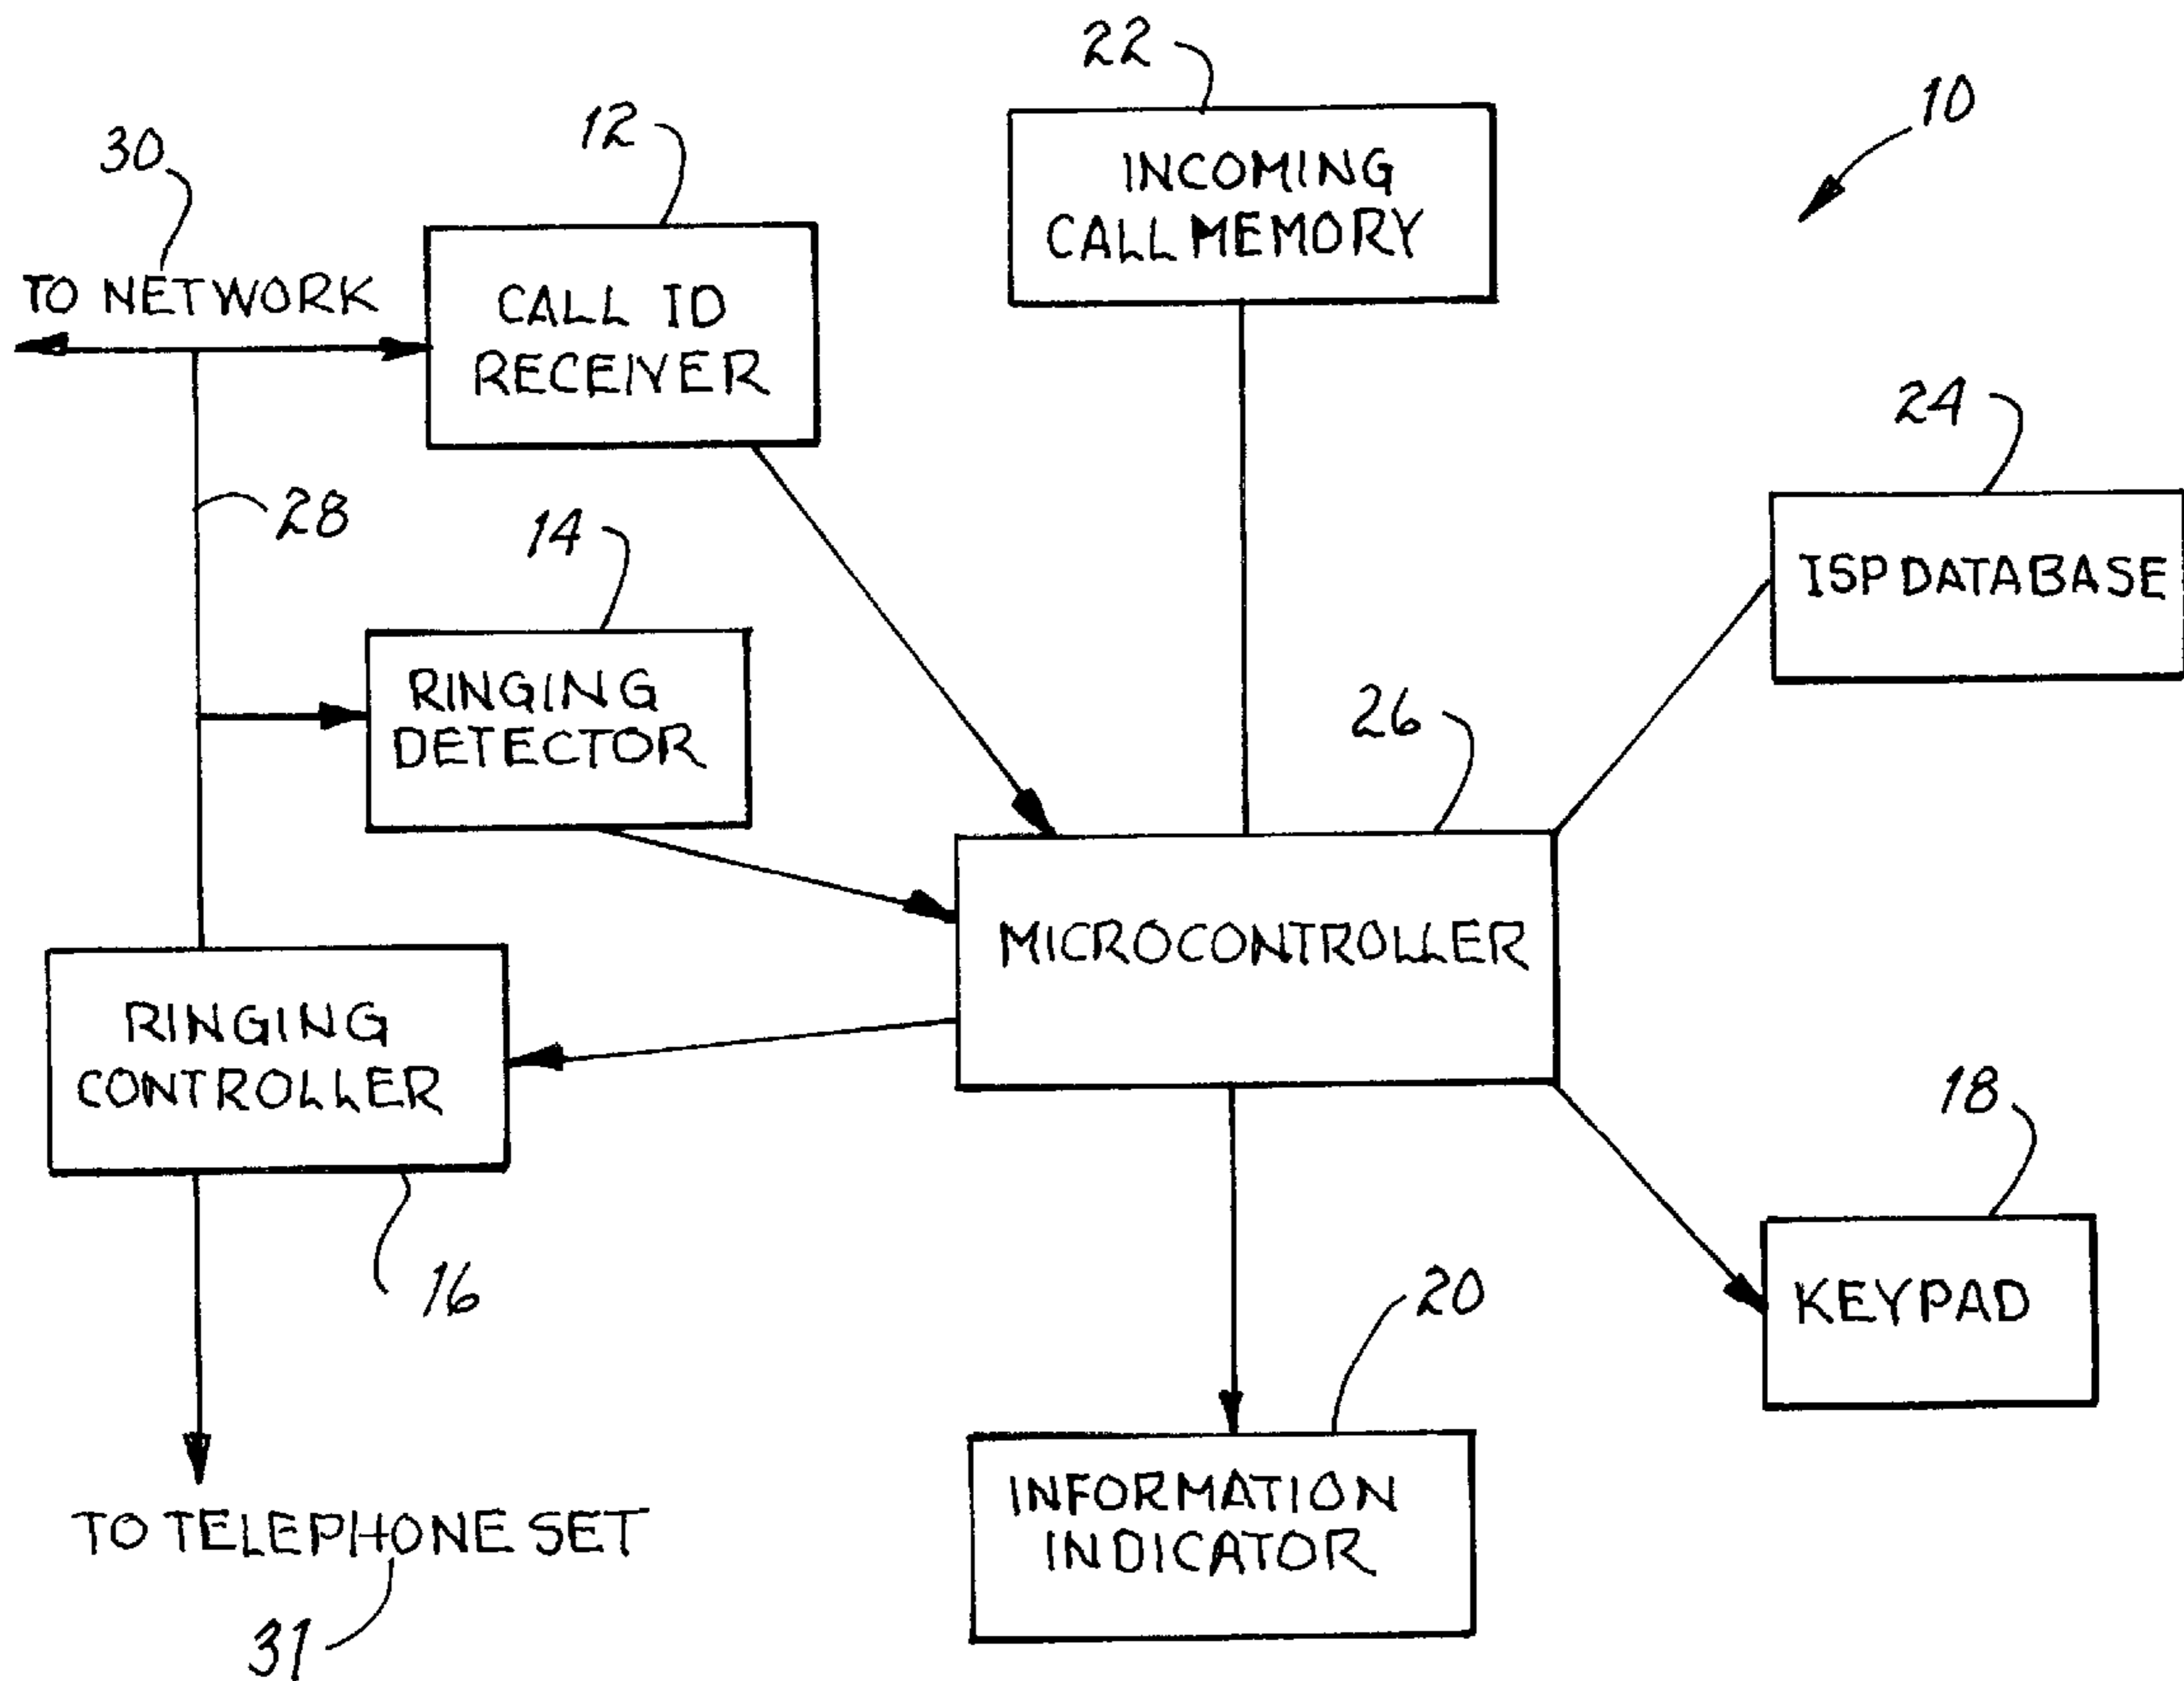 22
10
12
30
INCOMING
CALL MEMORY
TO NETWORK
CALL ID
RECEIVER
24
28
14
ISP DATABASE
RINGING
DETECTOR
26
MICROCONTROLLER
RINGING
CONTROLLER
18
16
20
KEYPAD
INFORMATION
INDICATOR
TO TELEPHONE SET
31